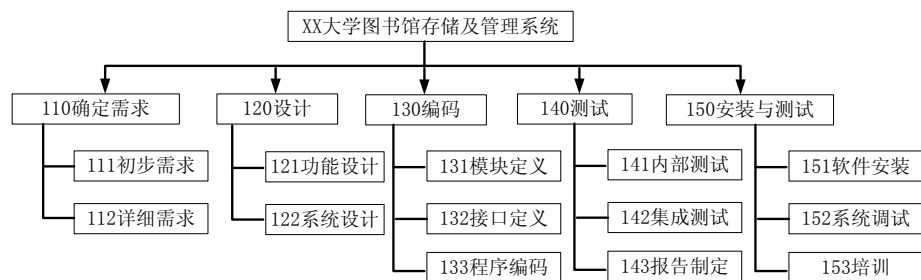 XX大学图书馆存储及管理系统
110确定需求
120设计
130编码
140测试
150安装与测试
111初步需求
121功能设计
131模块定义
141内部测试
151软件安装
112详细需求
122系统设计
132接口定义
142集成测试
152系统调试
133程序编码
143报告制定
153培训